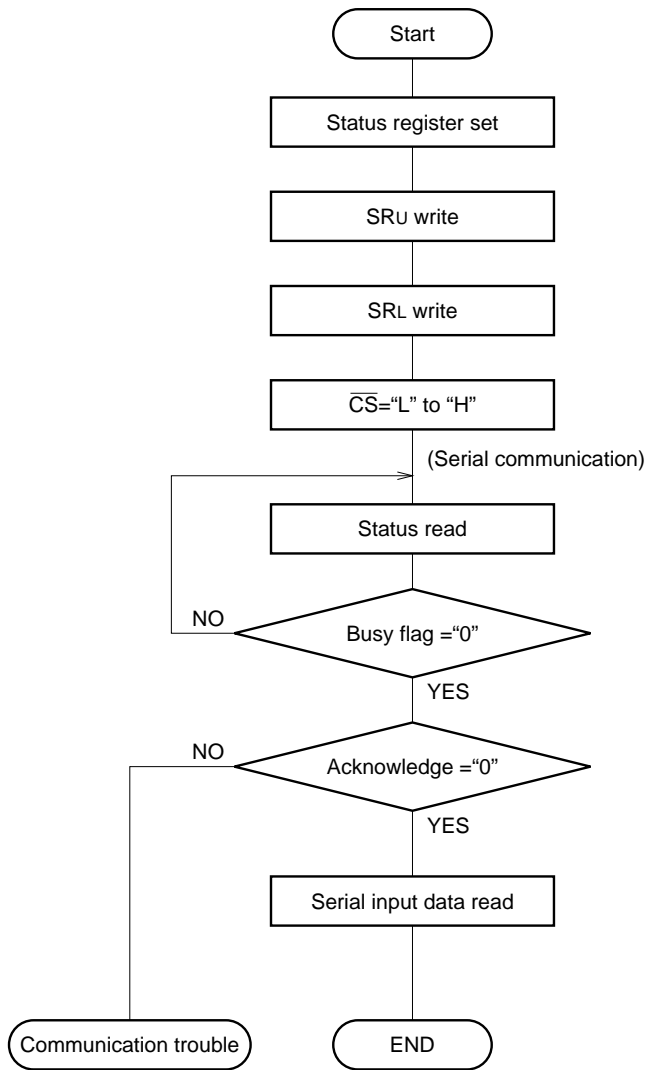 Start
Status register set
SRU write
SRL write
C̅S̅=“L” to “H”
(Serial communication)
Status read
NO
Busy flag =“0”
YES
NO
Acknowledge =“0”
YES
Serial input data read
Communication trouble
END